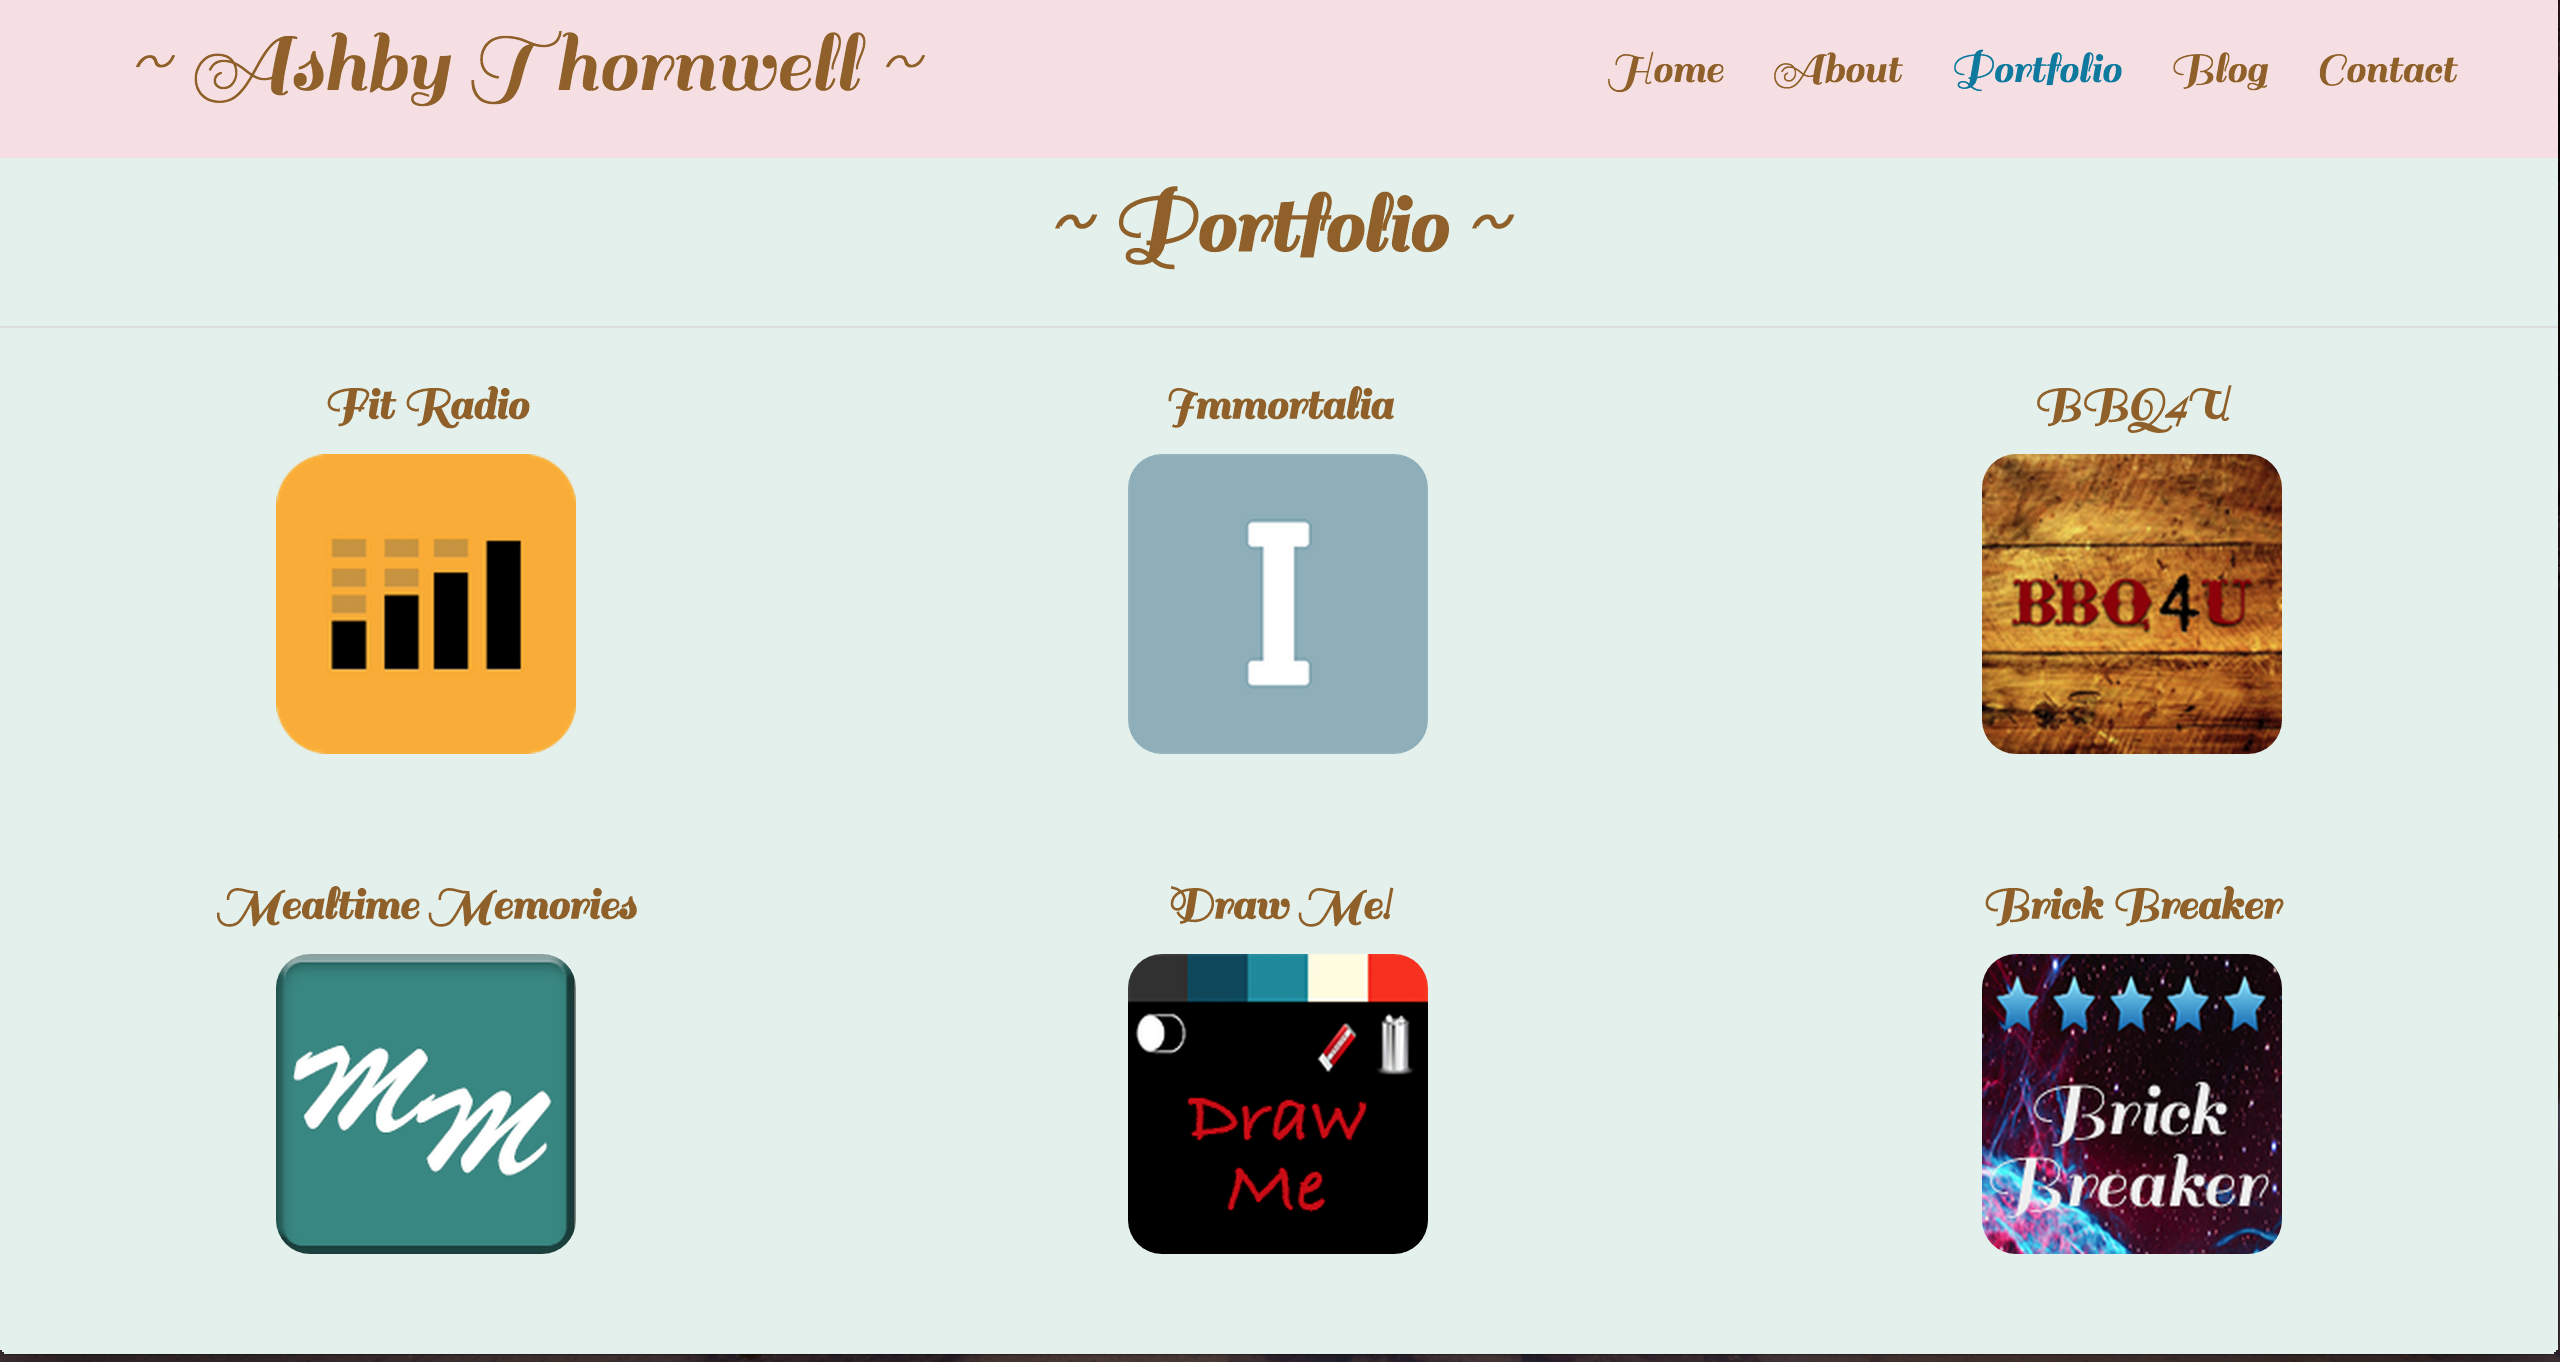 ~ Ashby Thornwell ~
Home About Portfolio Blog Contact
~ Portfolio ~
Fit Radio
Immortalia
I
BBQ4U
BBQ4U
Mealtime Memories
MM
Draw Me!
Draw
Me
Brick Breaker
Brick
Breaker